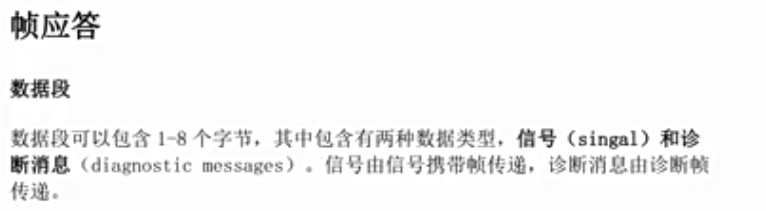 帧应答
数据段
数据段可以包含 1-8 个字节，其中包含有两种数据类型，信号（singal）和诊
断消息（diagnostic messages）。信号由信号携带帧传递，诊断消息由诊断帧
传递。